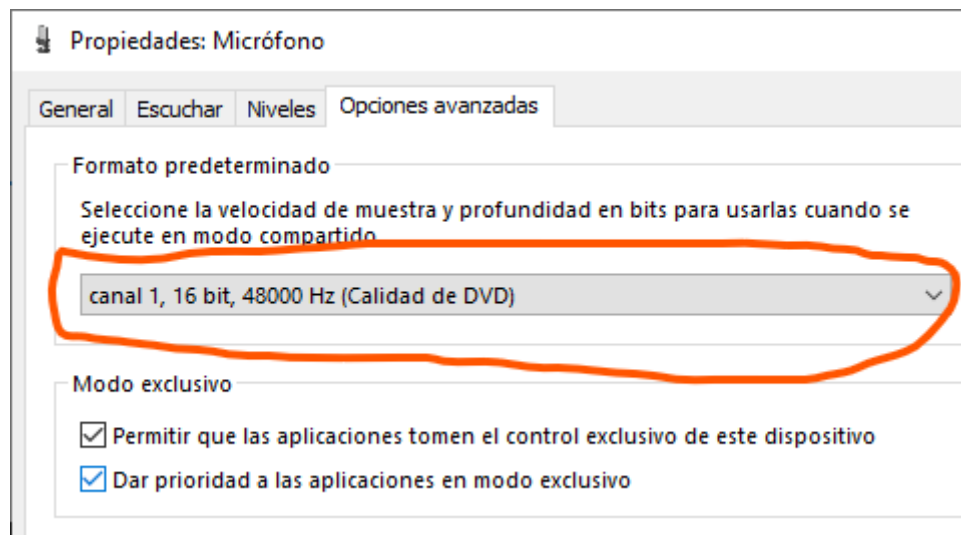 Propiedades: Micrófono
General Escuchar Niveles Opciones avanzadas
Formato predeterminado
Seleccione la velocidad de muestra y profundidad en bits para usarlas cuando se
ejecute en modo compartido
canal 1, 16 bit, 48000 Hz (Calidad de DVD)
Modo exclusivo
Permitir que las aplicaciones tomen el control exclusivo de este dispositivo
Dar prioridad a las aplicaciones en modo exclusivo